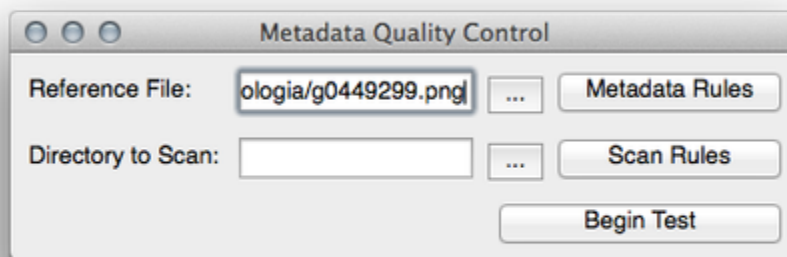 Metadata Quality Control
Reference File: ologia/g0449299.png ... Metadata Rules
Directory to Scan: ... Scan Rules
Begin Test